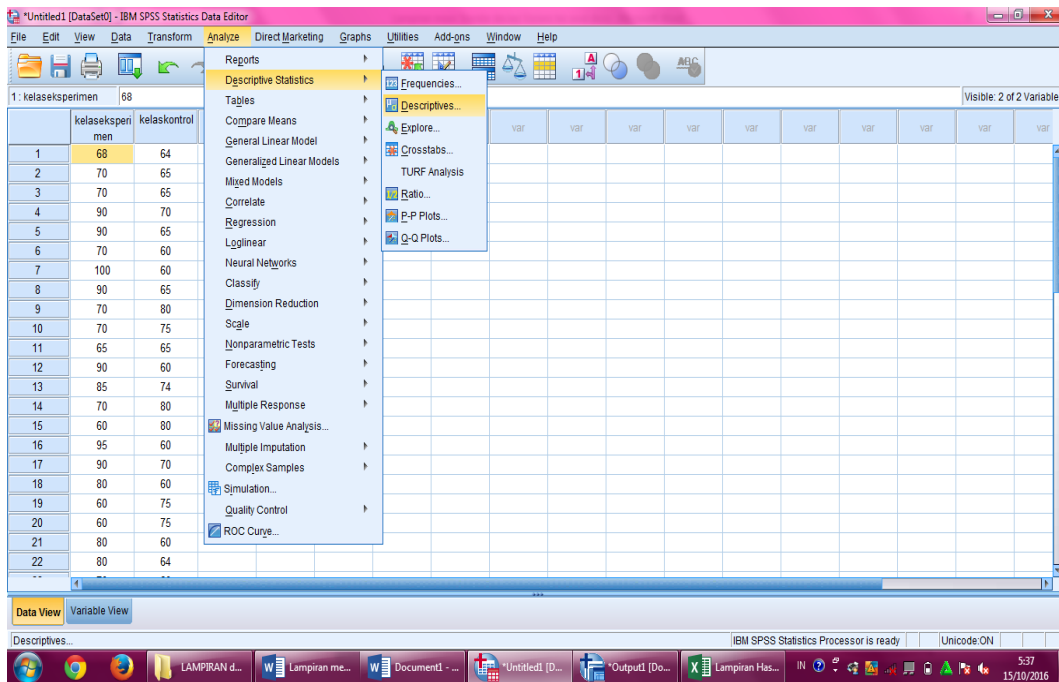 *Untitled1 [DataSet0] - IBM SPSS Statistics Data Editor
File Edit View Data Transform Analyze Direct Marketing Graphs Utilities Add-ons Window Help
1 : kelaseksperimen 68 Visible: 2 of 2 Variable
kelaseksperi
men kelaskontrol var var var var var var var var var var
1 68 64
2 70 65
3 70 65
4 90 70
5 90 65
6 70 60
7 100 60
8 90 65
9 70 80
10 70 75
11 65 65
12 90 60
13 85 74
14 70 80
15 60 80
16 95 60
17 90 70
18 80 60
19 60 75
20 60 75
21 80 60
22 80 64
Reports
Descriptive Statistics
Tables
Compare Means
General Linear Model
Generalized Linear Models
Mixed Models
Correlate
Regression
Loglinear
Neural Networks
Classify
Dimension Reduction
Scale
Nonparametric Tests
Forecasting
Survival
Multiple Response
Missing Value Analysis...
Multiple Imputation
Complex Samples
Simulation...
Quality Control
ROC Curve...
123 Frequencies...
Descriptives...
Explore...
Crosstabs...
TURF Analysis
1/2 Ratio...
P-P Plots...
Q-Q Plots...
Data View Variable View
Descriptives... IBM SPSS Statistics Processor is ready Unicode:ON
LAMPIRAN d... Lampiran me... Document1 - ... *Untitled1 [D... *Output1 [Do... Lampiran Has... IN 5:37
15/10/2016